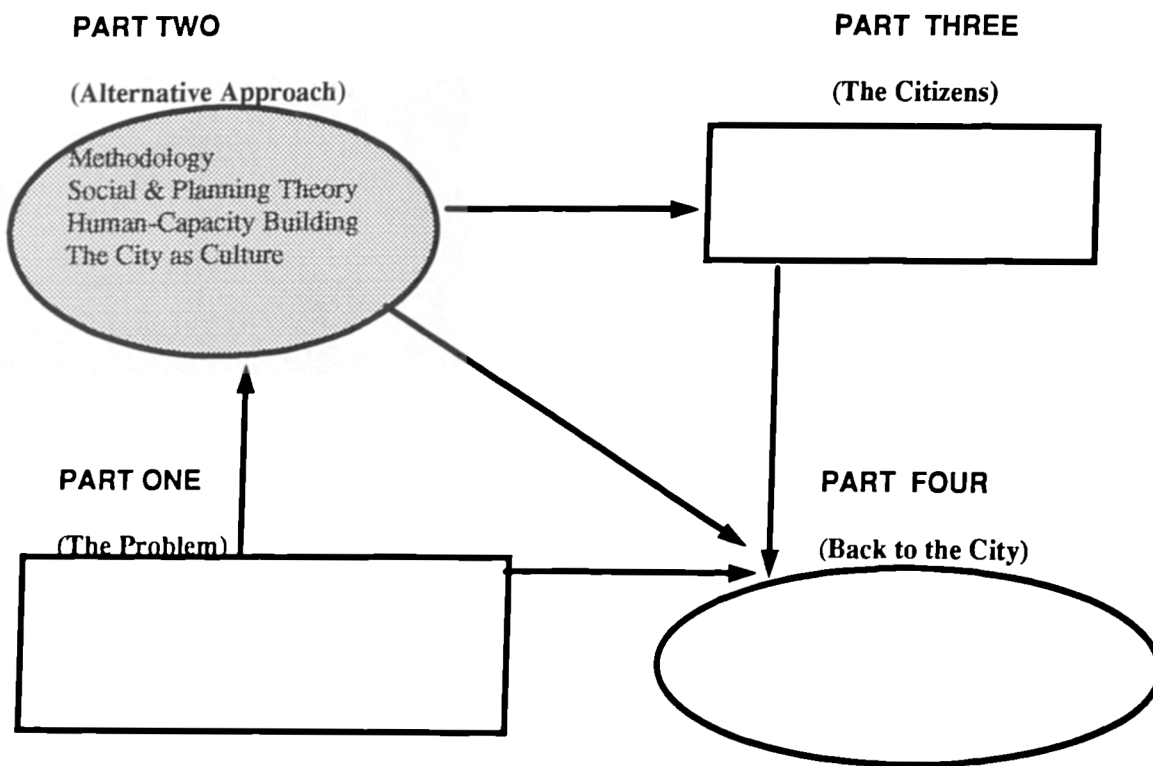 PART TWO
(Alternative Approach)
Methodology
Social & Planning Theory
Human-Capacity Building
The City as Culture
PART THREE
(The Citizens)
PART ONE
(The Problem)
PART FOUR
(Back to the City)